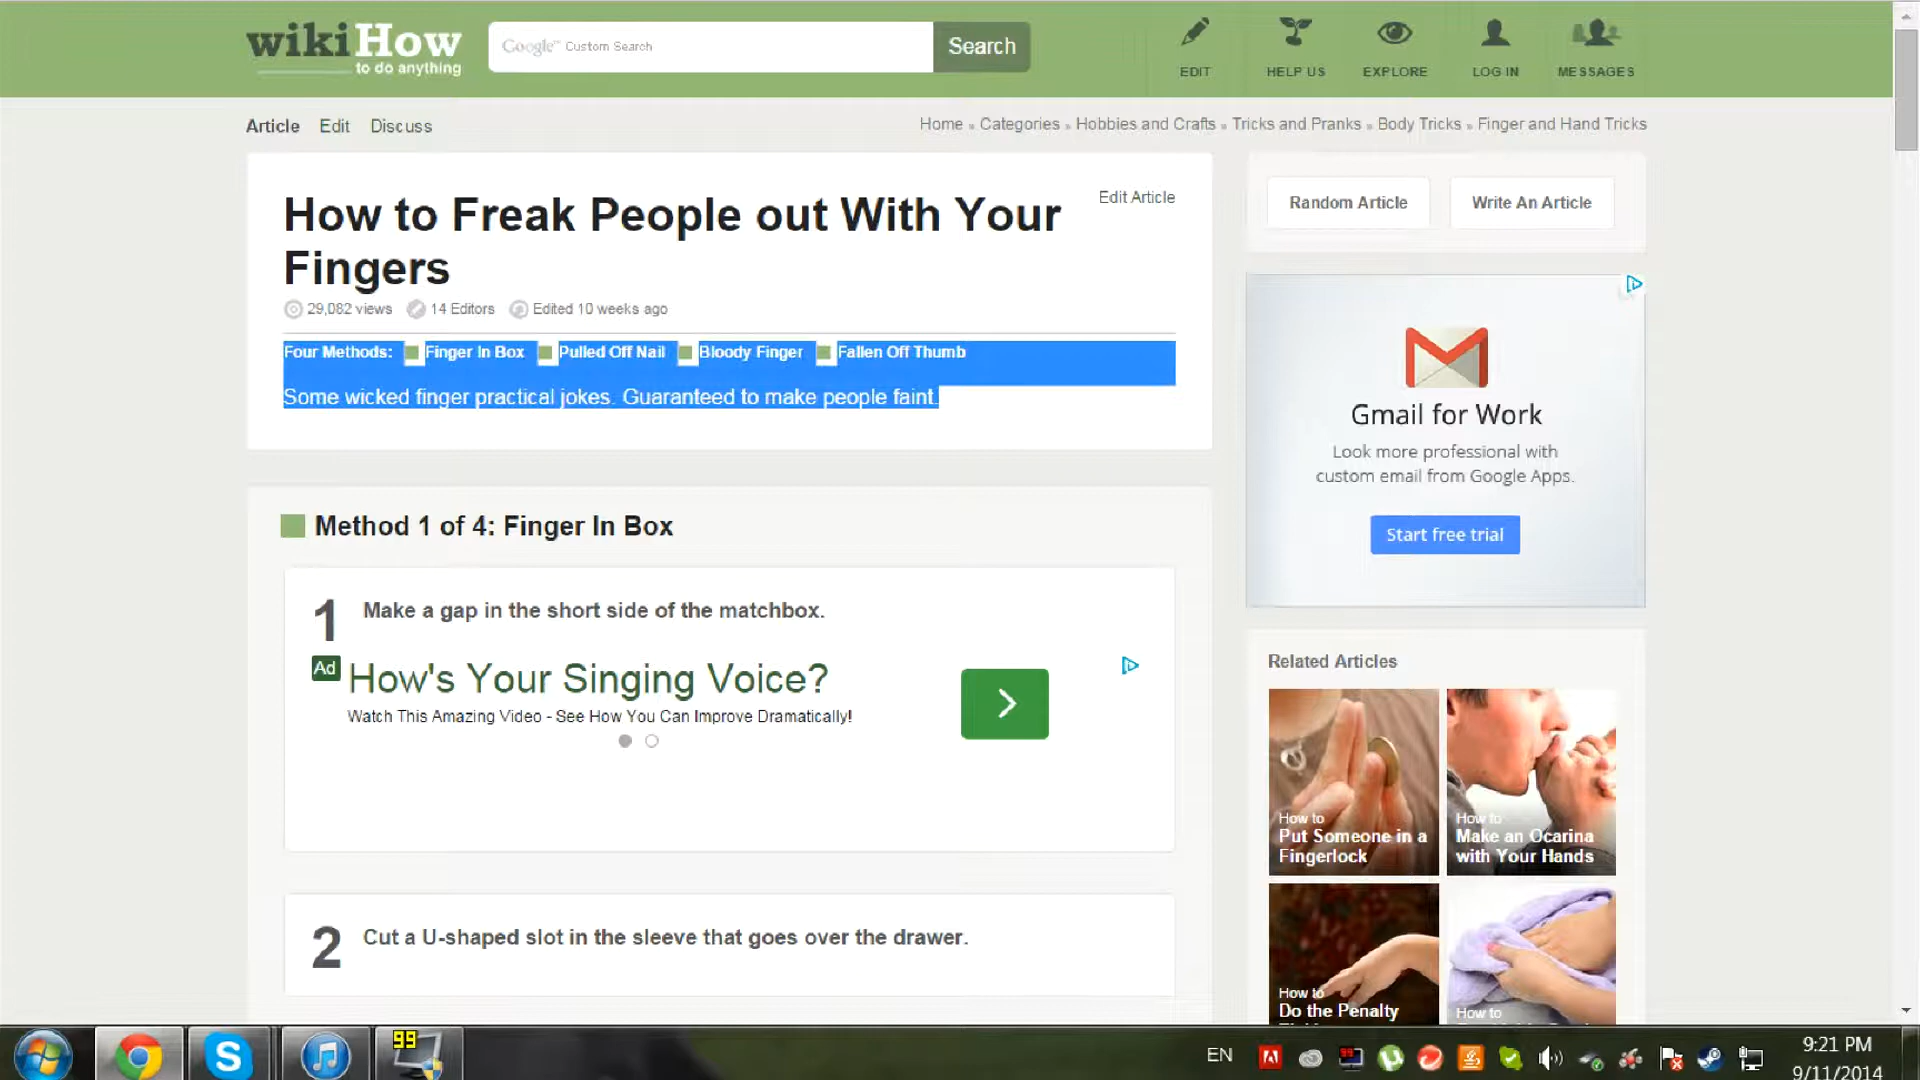 wikiHow
to do anything
Google™ Custom Search
Search
EDIT
HELP US
EXPLORE
LOG IN
MESSAGES
Article Edit Discuss
Home » Categories » Hobbies and Crafts » Tricks and Pranks » Body Tricks » Finger and Hand Tricks
How to Freak People out With Your
Fingers
Edit Article
29,082 views 14 Editors Edited 10 weeks ago
Four Methods: Finger In Box Pulled Off Nail Bloody Finger Fallen Off Thumb
Some wicked finger practical jokes. Guaranteed to make people faint.
Method 1 of 4: Finger In Box
1 Make a gap in the short side of the matchbox.
Ad How's Your Singing Voice?
Watch This Amazing Video - See How You Can Improve Dramatically!
2 Cut a U-shaped slot in the sleeve that goes over the drawer.
Random Article
Write An Article
Gmail for Work
Look more professional with
custom email from Google Apps.
Start free trial
Related Articles
How to
Put Someone in a
Fingerlock
How to
Make an Ocarina
with Your Hands
How to
Do the Penalty
How to
99
EN
9:21 PM
9/11/2014